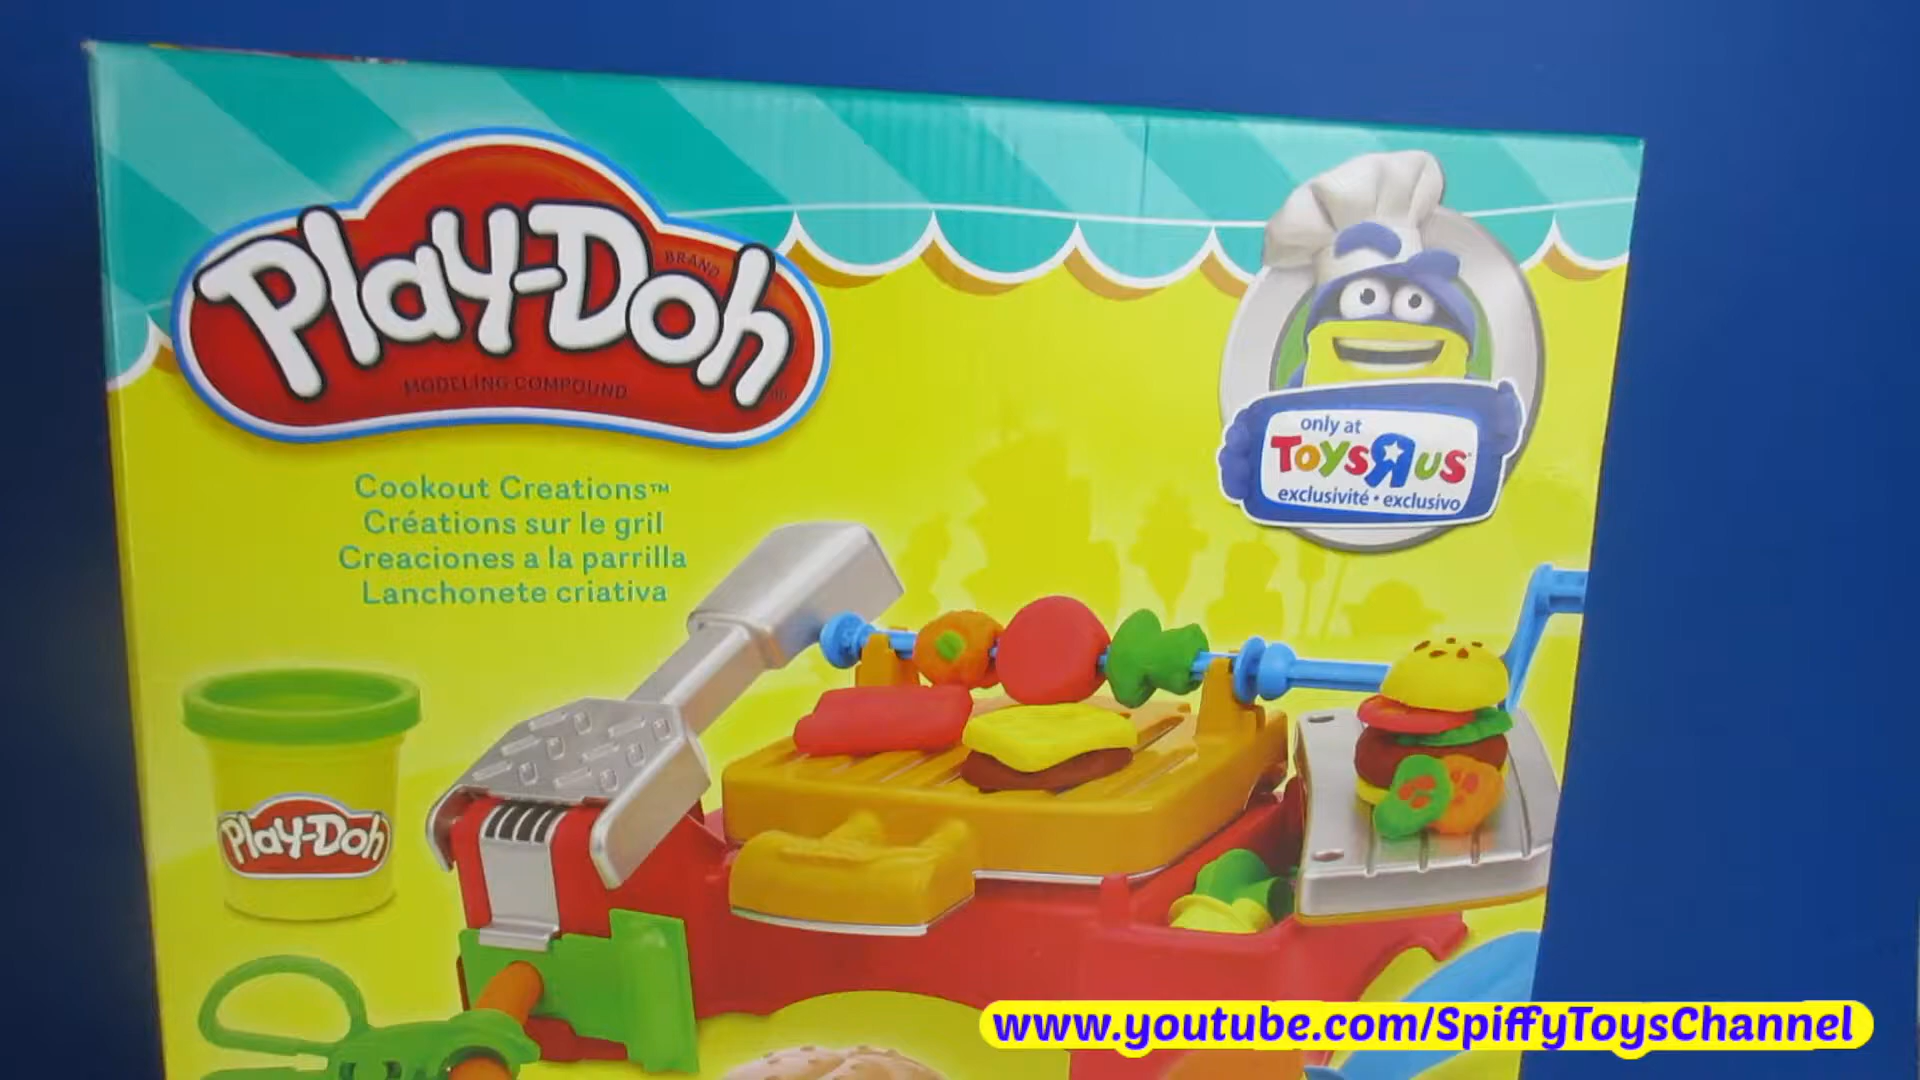 Play-Doh
BRAND
MODELING COMPOUND
Cookout Creations™
Créations sur le gril
Creaciones a la parrilla
Lanchonete criativa
only at
ToysЯus
exclusivité • exclusivo
Play-Doh
www.youtube.com/SpiffyToysChannel